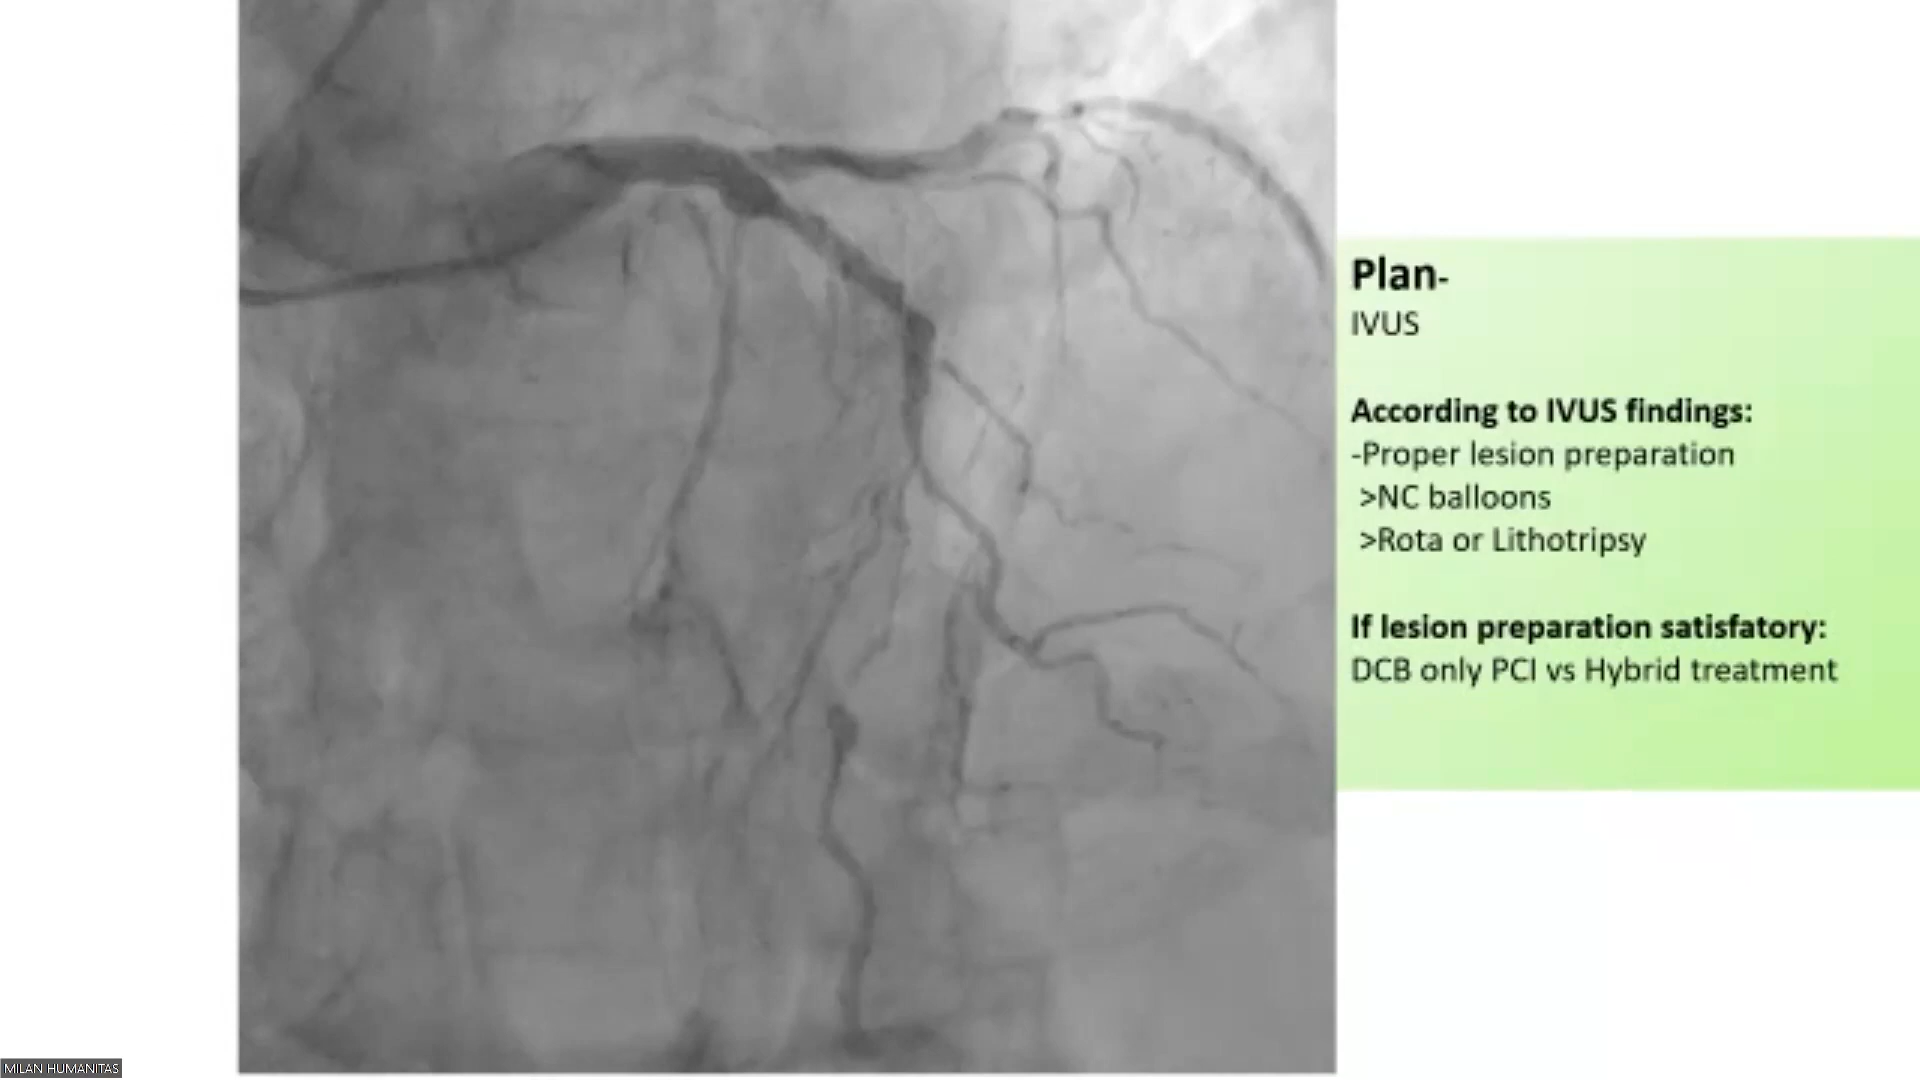 Plan-
IVUS
According to IVUS findings:
-Proper lesion preparation
>NC balloons
>Rota or Lithotripsy
If lesion preparation satisfatory:
DCB only PCI vs Hybrid treatment
MILAN HUMANITAS